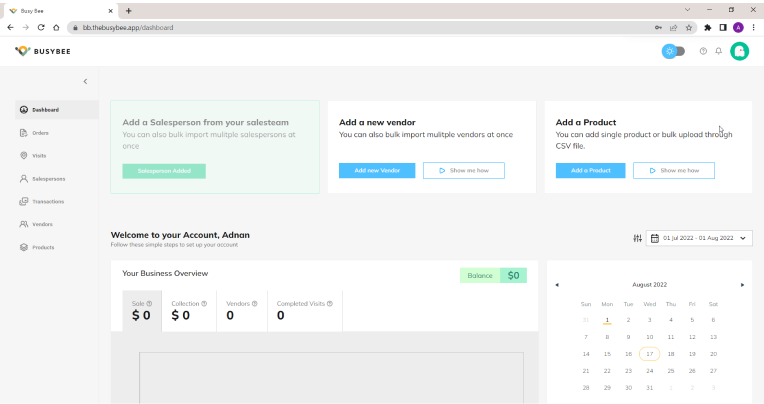 Busy Bee
bb.thebusybee.app/dashboard
A
BUSYBEE
Dashboard
Orders
Visits
Salespersons
Transactions
Vendors
Products
Add a Salesperson from your salesteam
You can also bulk import mulitple salespersons at
once
Salesperson Added
Add a new vendor
You can also bulk import mulitple vendors at once
Add new Vendor
Show me how
Add a Product
You can add single product or bulk upload through
CSV file.
Add a Product
Show me how
Welcome to your Account, Adnan
Follow these simple steps to set up your account
01 Jul 2022 - 01 Aug 2022
Your Business Overview
Balance $0
Sale
$ 0
Collection
$ 0
Vendors
0
Completed Visits
0
August 2022
Sun Mon Tue Wed Thu Fri Sat
31 1 2 3 4 5 6
7 8 9 10 11 12 13
14 15 16 17 18 19 20
21 22 23 24 25 26 27
28 29 30 31 1 2 3